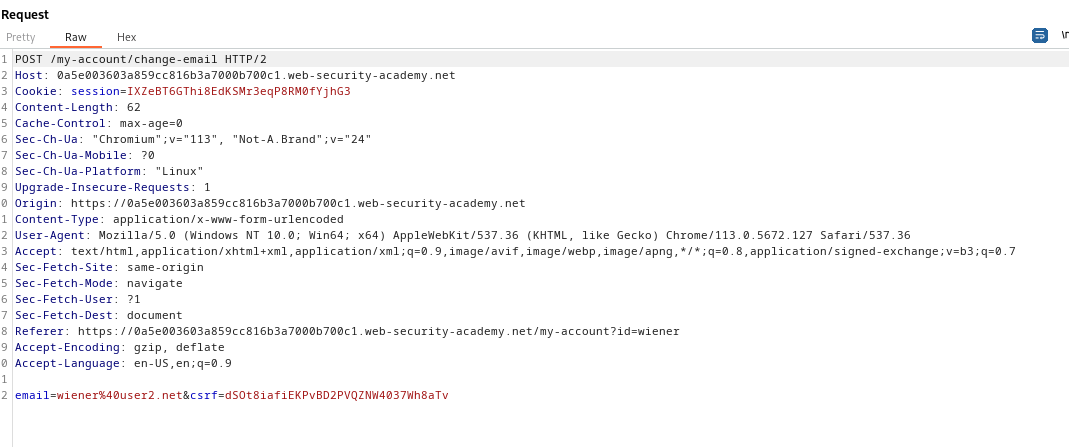 Request
Pretty Raw Hex \r
1 POST /my-account/change-email HTTP/2
2 Host: 0a5e003603a859cc816b3a7000b700c1.web-security-academy.net
3 Cookie: session=IXZeBT6GThi8EdKSMr3eqP8RM0fYjhG3
4 Content-Length: 62
5 Cache-Control: max-age=0
6 Sec-Ch-Ua: "Chromium";v="113", "Not-A.Brand";v="24"
7 Sec-Ch-Ua-Mobile: ?0
8 Sec-Ch-Ua-Platform: "Linux"
9 Upgrade-Insecure-Requests: 1
0 Origin: https://0a5e003603a859cc816b3a7000b700c1.web-security-academy.net
1 Content-Type: application/x-www-form-urlencoded
2 User-Agent: Mozilla/5.0 (Windows NT 10.0; Win64; x64) AppleWebKit/537.36 (KHTML, like Gecko) Chrome/113.0.5672.127 Safari/537.36
3 Accept: text/html,application/xhtml+xml,application/xml;q=0.9,image/avif,image/webp,image/apng,*/*;q=0.8,application/signed-exchange;v=b3;q=0.7
4 Sec-Fetch-Site: same-origin
5 Sec-Fetch-Mode: navigate
6 Sec-Fetch-User: ?1
7 Sec-Fetch-Dest: document
8 Referer: https://0a5e003603a859cc816b3a7000b700c1.web-security-academy.net/my-account?id=wiener
9 Accept-Encoding: gzip, deflate
0 Accept-Language: en-US,en;q=0.9
1
2 email=wiener%40user2.net&csrf=dSOt8iafiEKPvBD2PVQZNW4037Wh8aTv